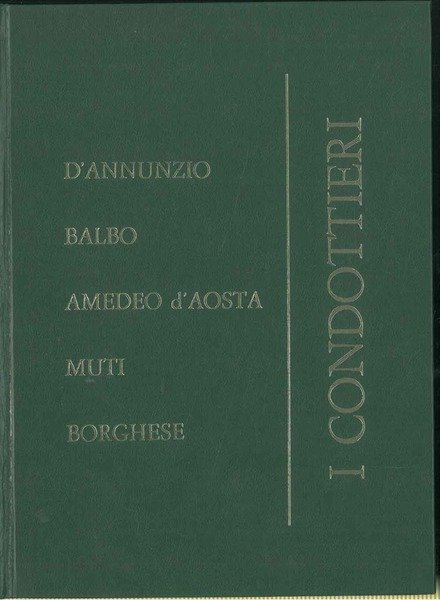 D'ANNUNZIO
BALBO
AMEDEO d'AOSTA
MUTI
BORGHESE
I CONDOTTIERI